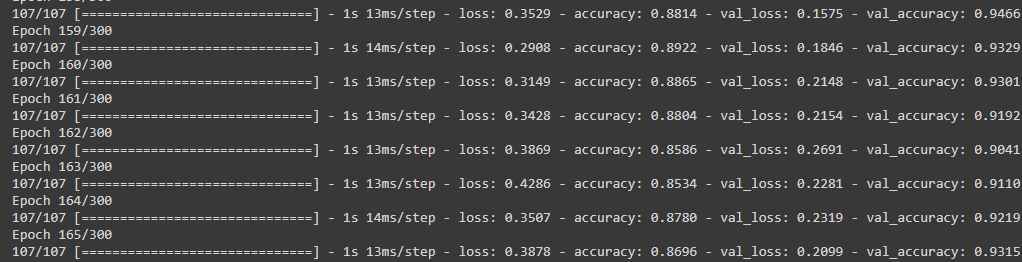 107/107 [==============================] - 1s 13ms/step - loss: 0.3529 - accuracy: 0.8814 - val_loss: 0.1575 - val_accuracy: 0.9466
Epoch 159/300
107/107 [==============================] - 1s 14ms/step - loss: 0.2908 - accuracy: 0.8922 - val_loss: 0.1846 - val_accuracy: 0.9329
Epoch 160/300
107/107 [==============================] - 1s 13ms/step - loss: 0.3149 - accuracy: 0.8865 - val_loss: 0.2148 - val_accuracy: 0.9301
Epoch 161/300
107/107 [==============================] - 1s 13ms/step - loss: 0.3428 - accuracy: 0.8804 - val_loss: 0.2154 - val_accuracy: 0.9192
Epoch 162/300
107/107 [==============================] - 1s 13ms/step - loss: 0.3869 - accuracy: 0.8586 - val_loss: 0.2691 - val_accuracy: 0.9041
Epoch 163/300
107/107 [==============================] - 1s 13ms/step - loss: 0.4286 - accuracy: 0.8534 - val_loss: 0.2281 - val_accuracy: 0.9110
Epoch 164/300
107/107 [==============================] - 1s 14ms/step - loss: 0.3507 - accuracy: 0.8780 - val_loss: 0.2319 - val_accuracy: 0.9219
Epoch 165/300
107/107 [==============================] - 1s 13ms/step - loss: 0.3878 - accuracy: 0.8696 - val_loss: 0.2099 - val_accuracy: 0.9315